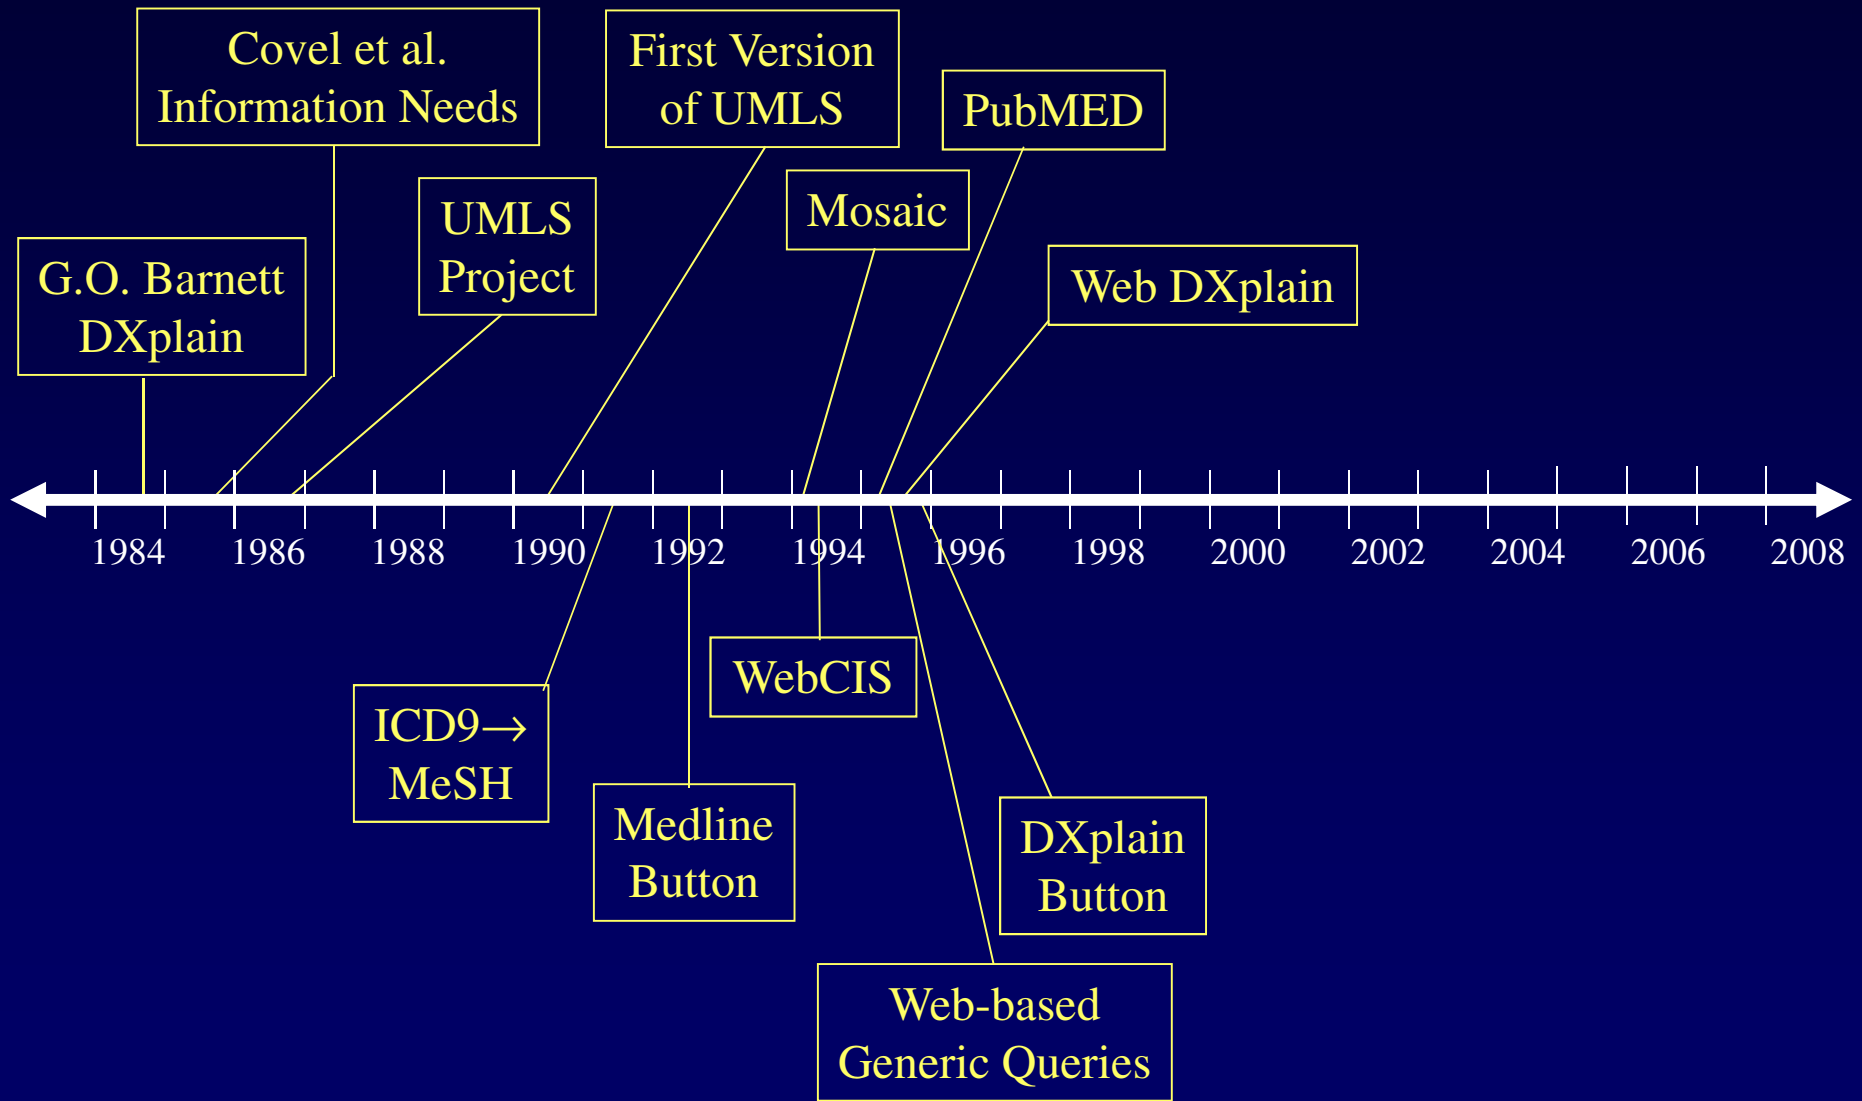 Covel et al.
Information Needs
First Version
of UMLS
PubMED
Mosaic
UMLS
Project
G.O. Barnett
DXplain
Web DXplain
1984 1986 1988 1990 1992 1994 1996 1998 2000 2002 2004 2006 2008
WebCIS
ICD9→
MeSH
Medline
Button
DXplain
Button
Web-based
Generic Queries